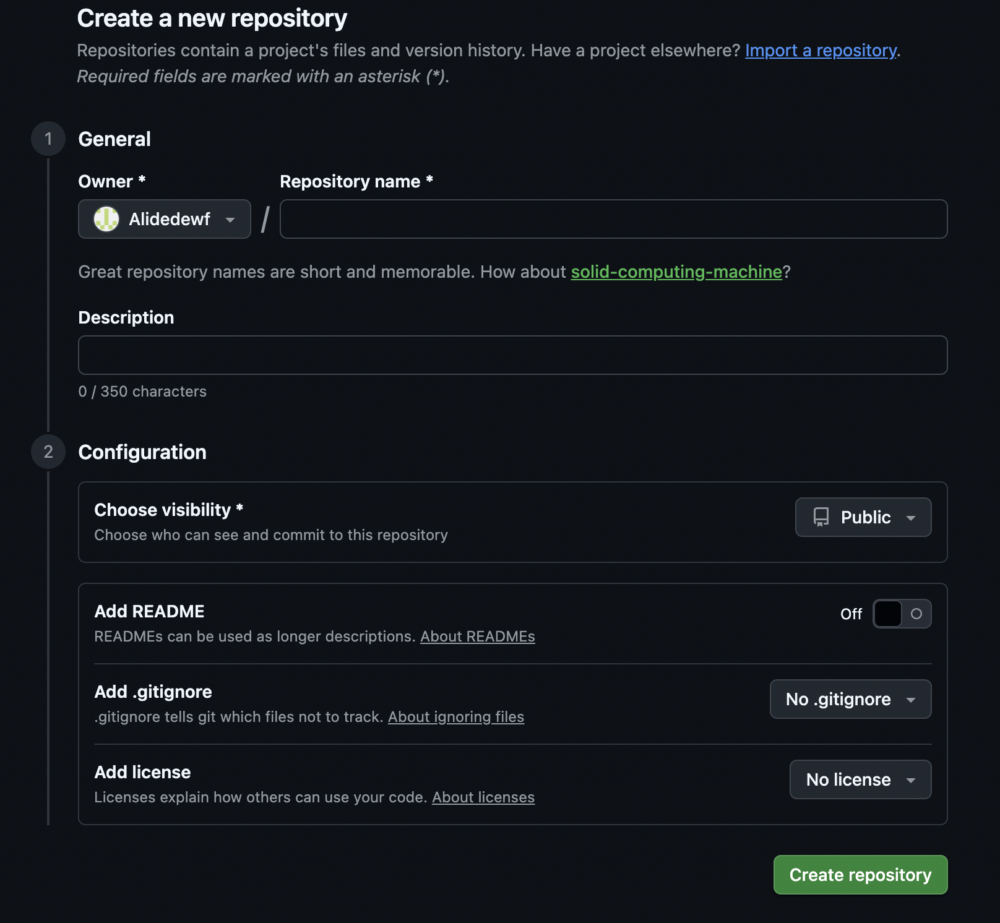 Create a new repository
Repositories contain a project's files and version history. Have a project elsewhere? Import a repository.
Required fields are marked with an asterisk (*).
1 General
Owner * Repository name *
Alidedewf /
Great repository names are short and memorable. How about solid-computing-machine?
Description
0 / 350 characters
2 Configuration
Choose visibility *
Choose who can see and commit to this repository
Public
Add README
READMEs can be used as longer descriptions. About READMEs
Off
Add .gitignore
.gitignore tells git which files not to track. About ignoring files
No .gitignore
Add license
Licenses explain how others can use your code. About licenses
No license
Create repository